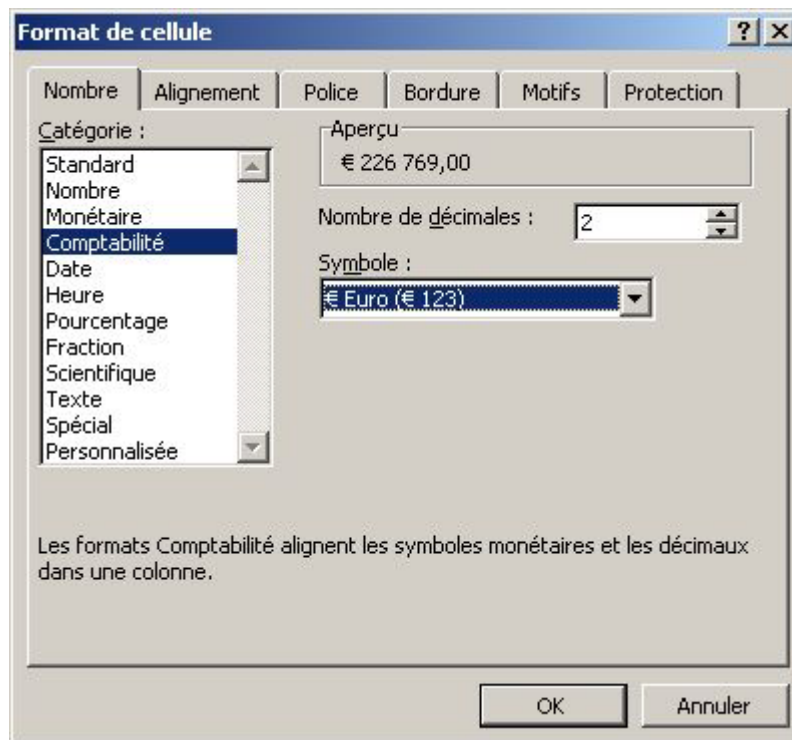 Format de cellule
Nombre
Alignement
Police
Bordure
Motifs
Protection
Catégorie :
Standard
Nombre
Monétaire
Comptabilité
Date
Heure
Pourcentage
Fraction
Scientifique
Texte
Spécial
Personnalisée
Aperçu
€ 226 769,00
Nombre de décimales :
2
Symbole :
€ Euro (€ 123)
Les formats Comptabilité alignent les symboles monétaires et les décimaux
dans une colonne.
OK
Annuler